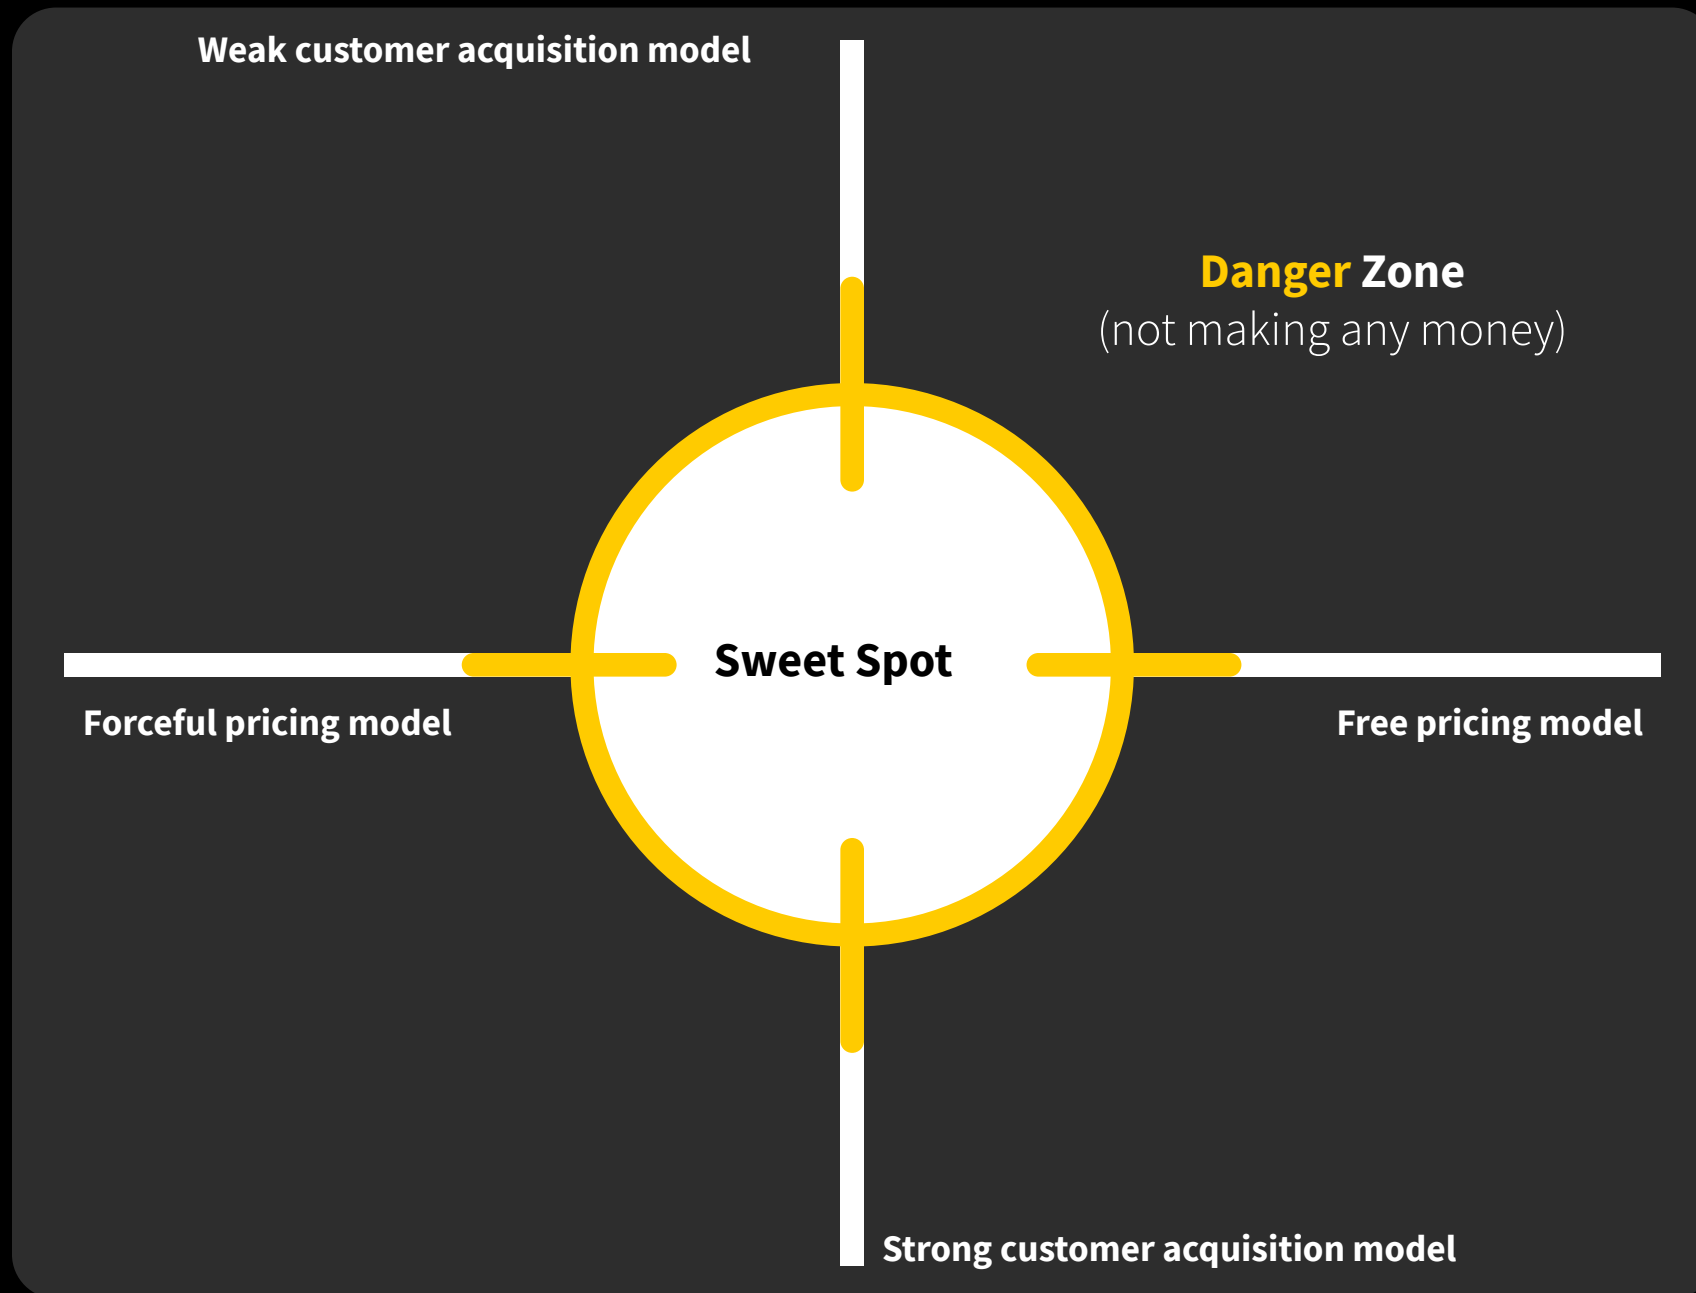 Weak customer acquisition model
Danger Zone
(not making any money)
Sweet Spot
Forceful pricing model
Free pricing model
Strong customer acquisition model